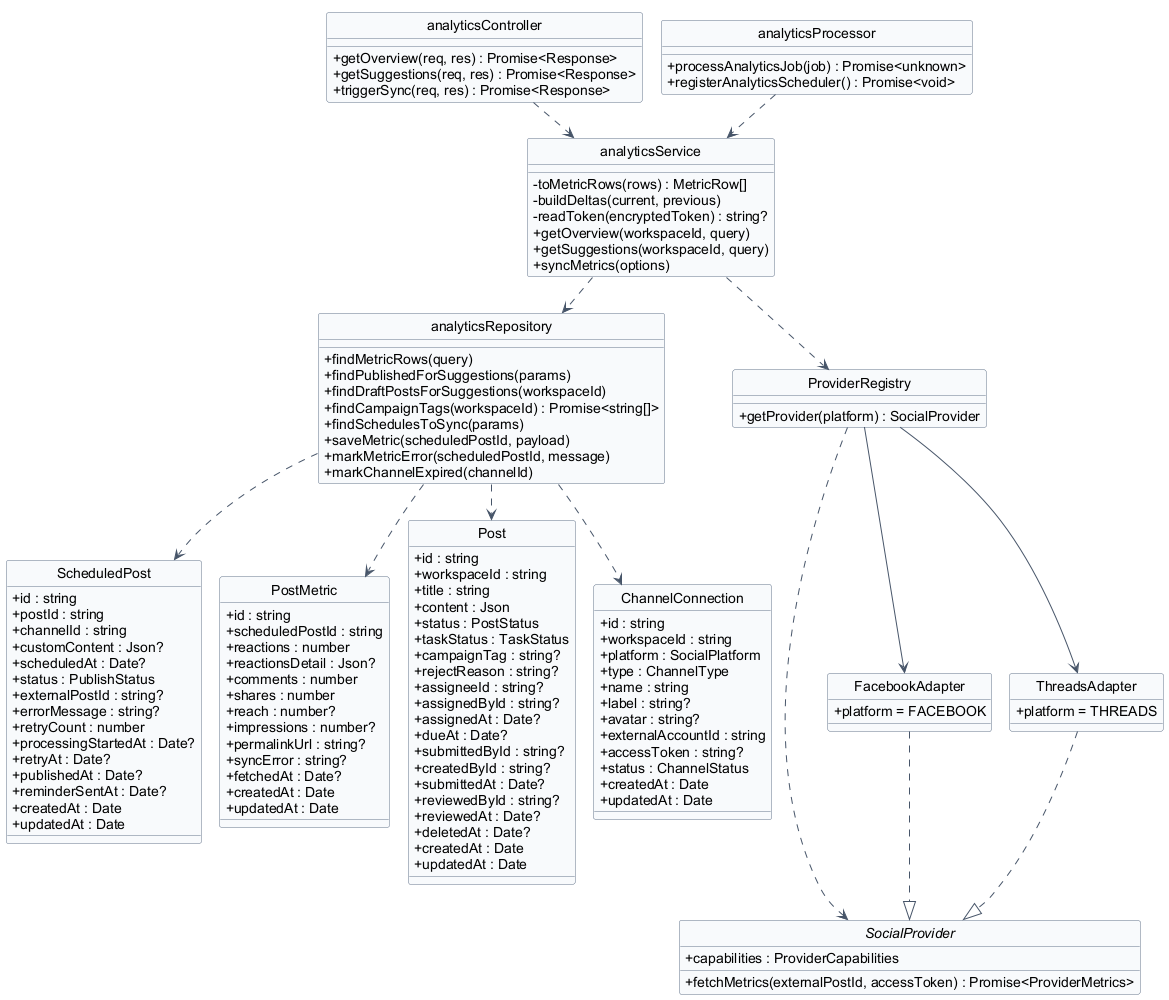 analyticsController
+getOverview(req, res) : Promise<Response>
+getSuggestions(req, res) : Promise<Response>
+triggerSync(req, res) : Promise<Response>
analyticsProcessor
+processAnalyticsJob(job) : Promise<unknown>
+registerAnalyticsScheduler() : Promise<void>
analyticsService
-toMetricRows(rows) : MetricRow[]
-buildDeltas(current, previous)
-readToken(encryptedToken) : string?
+getOverview(workspaceId, query)
+getSuggestions(workspaceId, query)
+syncMetrics(options)
analyticsRepository
+findMetricRows(query)
+findPublishedForSuggestions(params)
+findDraftPostsForSuggestions(workspaceId)
+findCampaignTags(workspaceId) : Promise<string[]>
+findSchedulesToSync(params)
+saveMetric(scheduledPostId, payload)
+markMetricError(scheduledPostId, message)
+markChannelExpired(channelId)
ProviderRegistry
+getProvider(platform) : SocialProvider
ScheduledPost
+id : string
+postId : string
+channelId : string
+customContent : Json?
+scheduledAt : Date?
+status : PublishStatus
+externalPostId : string?
+errorMessage : string?
+retryCount : number
+processingStartedAt : Date?
+retryAt : Date?
+publishedAt : Date?
+reminderSentAt : Date?
+createdAt : Date
+updatedAt : Date
PostMetric
+id : string
+scheduledPostId : string
+reactions : number
+reactionsDetail : Json?
+comments : number
+shares : number
+reach : number?
+impressions : number?
+permalinkUrl : string?
+syncError : string?
+fetchedAt : Date?
+createdAt : Date
+updatedAt : Date
Post
+id : string
+workspaceId : string
+title : string
+content : Json
+status : PostStatus
+taskStatus : TaskStatus
+campaignTag : string?
+rejectReason : string?
+assigneeId : string?
+assignedById : string?
+assignedAt : Date?
+dueAt : Date?
+submittedById : string?
+createdById : string?
+submittedAt : Date?
+reviewedById : string?
+reviewedAt : Date?
+deletedAt : Date?
+createdAt : Date
+updatedAt : Date
ChannelConnection
+id : string
+workspaceId : string
+platform : SocialPlatform
+type : ChannelType
+name : string
+label : string?
+avatar : string?
+externalAccountId : string
+accessToken : string?
+status : ChannelStatus
+createdAt : Date
+updatedAt : Date
FacebookAdapter
+platform = FACEBOOK
ThreadsAdapter
+platform = THREADS
SocialProvider
+capabilities : ProviderCapabilities
+fetchMetrics(externalPostId, accessToken) : Promise<ProviderMetrics>